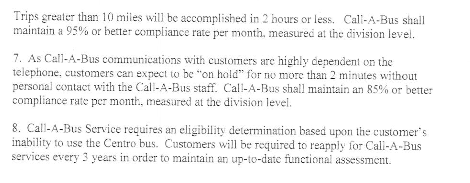 Trips greater than 10 miles will be accomplished in 2 hours or less.   Call-A-Bus shall
maintain a 95% or better compliance rate per month, measured at the division level.
7.  As Call-A-Bus communications with customers are highly dependent on the
telephone, customers can expect to be "on hold" for no more than 2 minutes without
personal contact with the Call-A-Bus staff.  Call-A-Bus shall maintain an 85% or better
compliance rate per month, measured at the division level.
8.  Call-A-Bus Service requires an eligibility determination based upon the customer's
inability to use the Centro bus.  Customers will be required to reapply for Call-A-Bus
services every 3 years in order to maintain an up-to-date functional assessment.